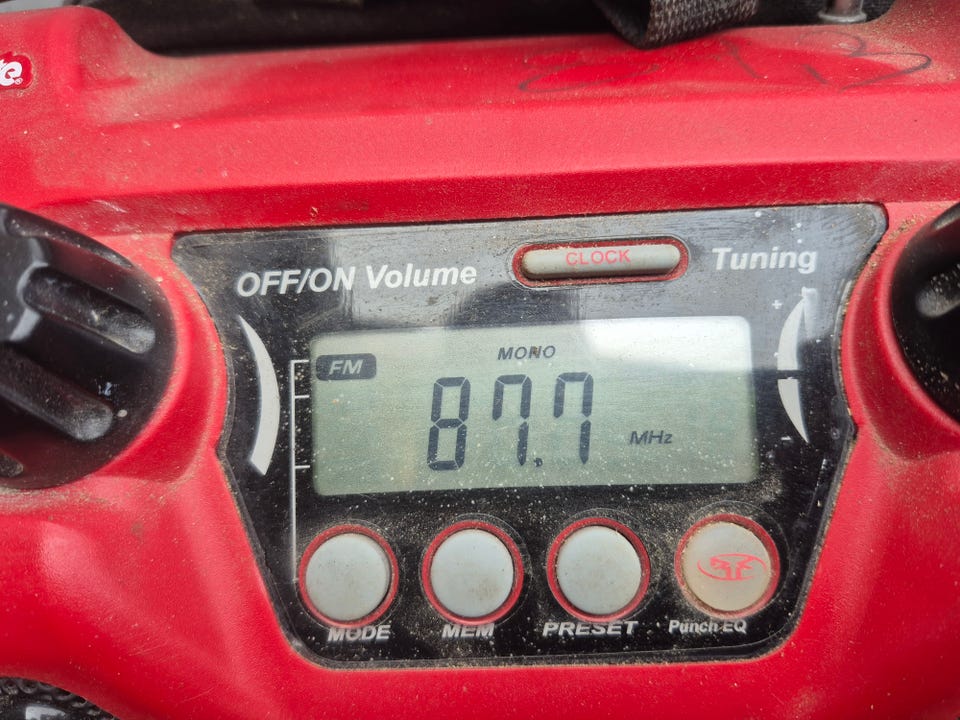 OFF/ON Volume
CLOCK
Tuning
+
FM
MONO
87.7
MHz
MODE
MEM
PRESET
Punch EQ